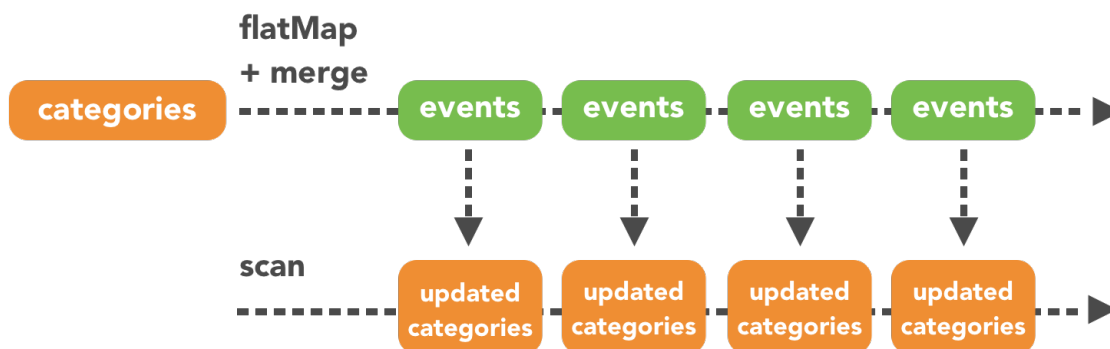 flatMap
+ merge
categories
events
events
events
events
scan
updated
categories
updated
categories
updated
categories
updated
categories